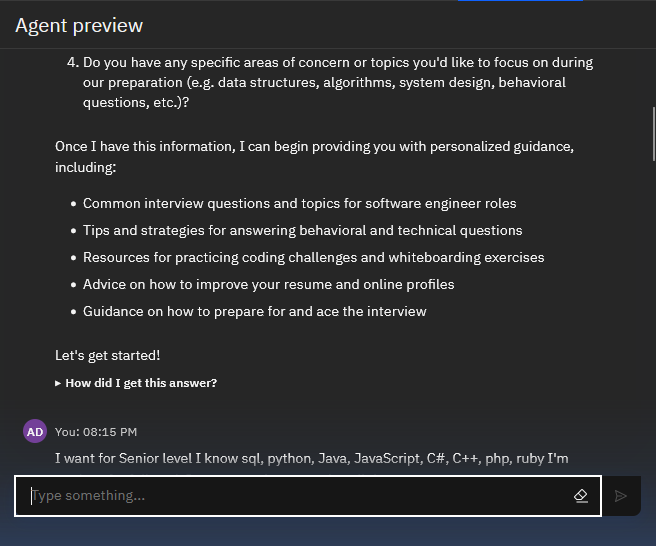 Agent preview
4. Do you have any specific areas of concern or topics you'd like to focus on during
our preparation (e.g. data structures, algorithms, system design, behavioral
questions, etc.)?
Once I have this information, I can begin providing you with personalized guidance,
including:
• Common interview questions and topics for software engineer roles
• Tips and strategies for answering behavioral and technical questions
• Resources for practicing coding challenges and whiteboarding exercises
• Advice on how to improve your resume and online profiles
• Guidance on how to prepare for and ace the interview
Let's get started!
▸ How did I get this answer?
AD You: 08:15 PM
I want for Senior level I know sql, python, Java, JavaScript, C#, C++, php, ruby I'm
Type something...